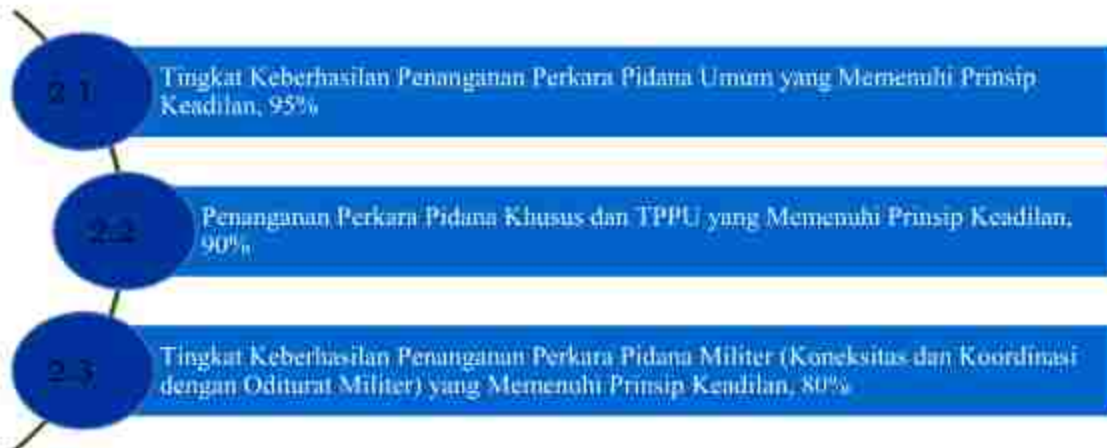 2.1
Tingkat Keberhasilan Penanganan Perkara Pidana Umum yang Memenuhi Prinsip
Keadilan, 95%
2.2
Penanganan Perkara Pidana Khusus dan TPPU yang Memenuhi Prinsip Keadilan,
90%
2.3
Tingkat Keberhasilan Penanganan Perkara Pidana Militer (Koneksitas dan Koordinasi
dengan Oditurat Militer) yang Memenuhi Prinsip Keadilan, 80%